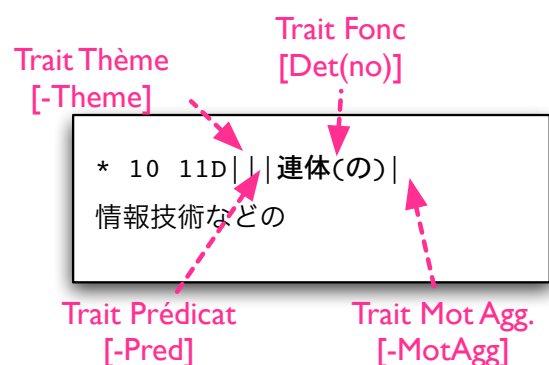 Trait Fonc
[Det(no)]
Trait Thème
[-Theme]
* 10 11D|||連体(の)|
情報技術などの
Trait Prédicat
[-Pred]
Trait Mot Agg.
[-MotAgg]